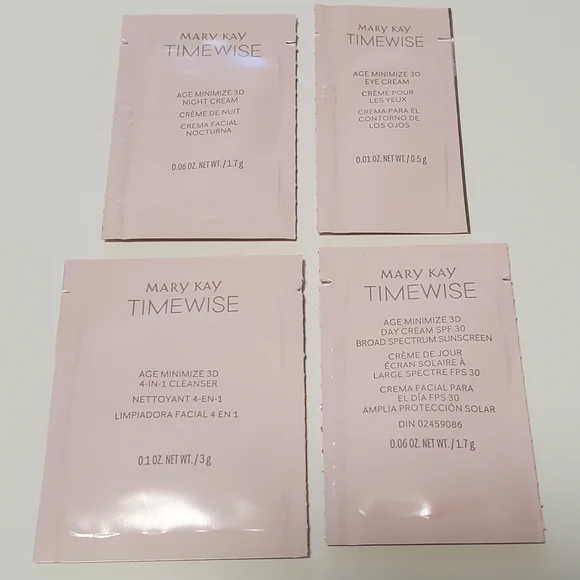 MARY KAY
TIMEWISE
AGE MINIMIZE 3D
NIGHT CREAM
CRÈME DE NUIT
CREMA FACIAL
NOCTURNA
0.06 OZ. NET WT. / 1.7 g
MARY KAY
TIMEWISE
AGE MINIMIZE 3D
EYE CREAM
CRÈME POUR
LES YEUX
CREMA PARA EL
CONTORNO DE
LOS OJOS
0.01 OZ. NET WT. / 0.5 g
MARY KAY
TIMEWISE
AGE MINIMIZE 3D
4-IN-1 CLEANSER
NETTOYANT 4-EN-1
LIMPIADORA FACIAL 4 EN 1
0.1 OZ. NET WT. / 3 g
MARY KAY
TIMEWISE
AGE MINIMIZE 3D
DAY CREAM SPF 30
BROAD SPECTRUM SUNSCREEN
CRÈME DE JOUR
ÉCRAN SOLAIRE À
LARGE SPECTRE FPS 30
CREMA FACIAL PARA
EL DÍA FPS 30
AMPLIA PROTECCIÓN SOLAR
DIN 02459086
0.06 OZ. NET WT. / 1.7 g